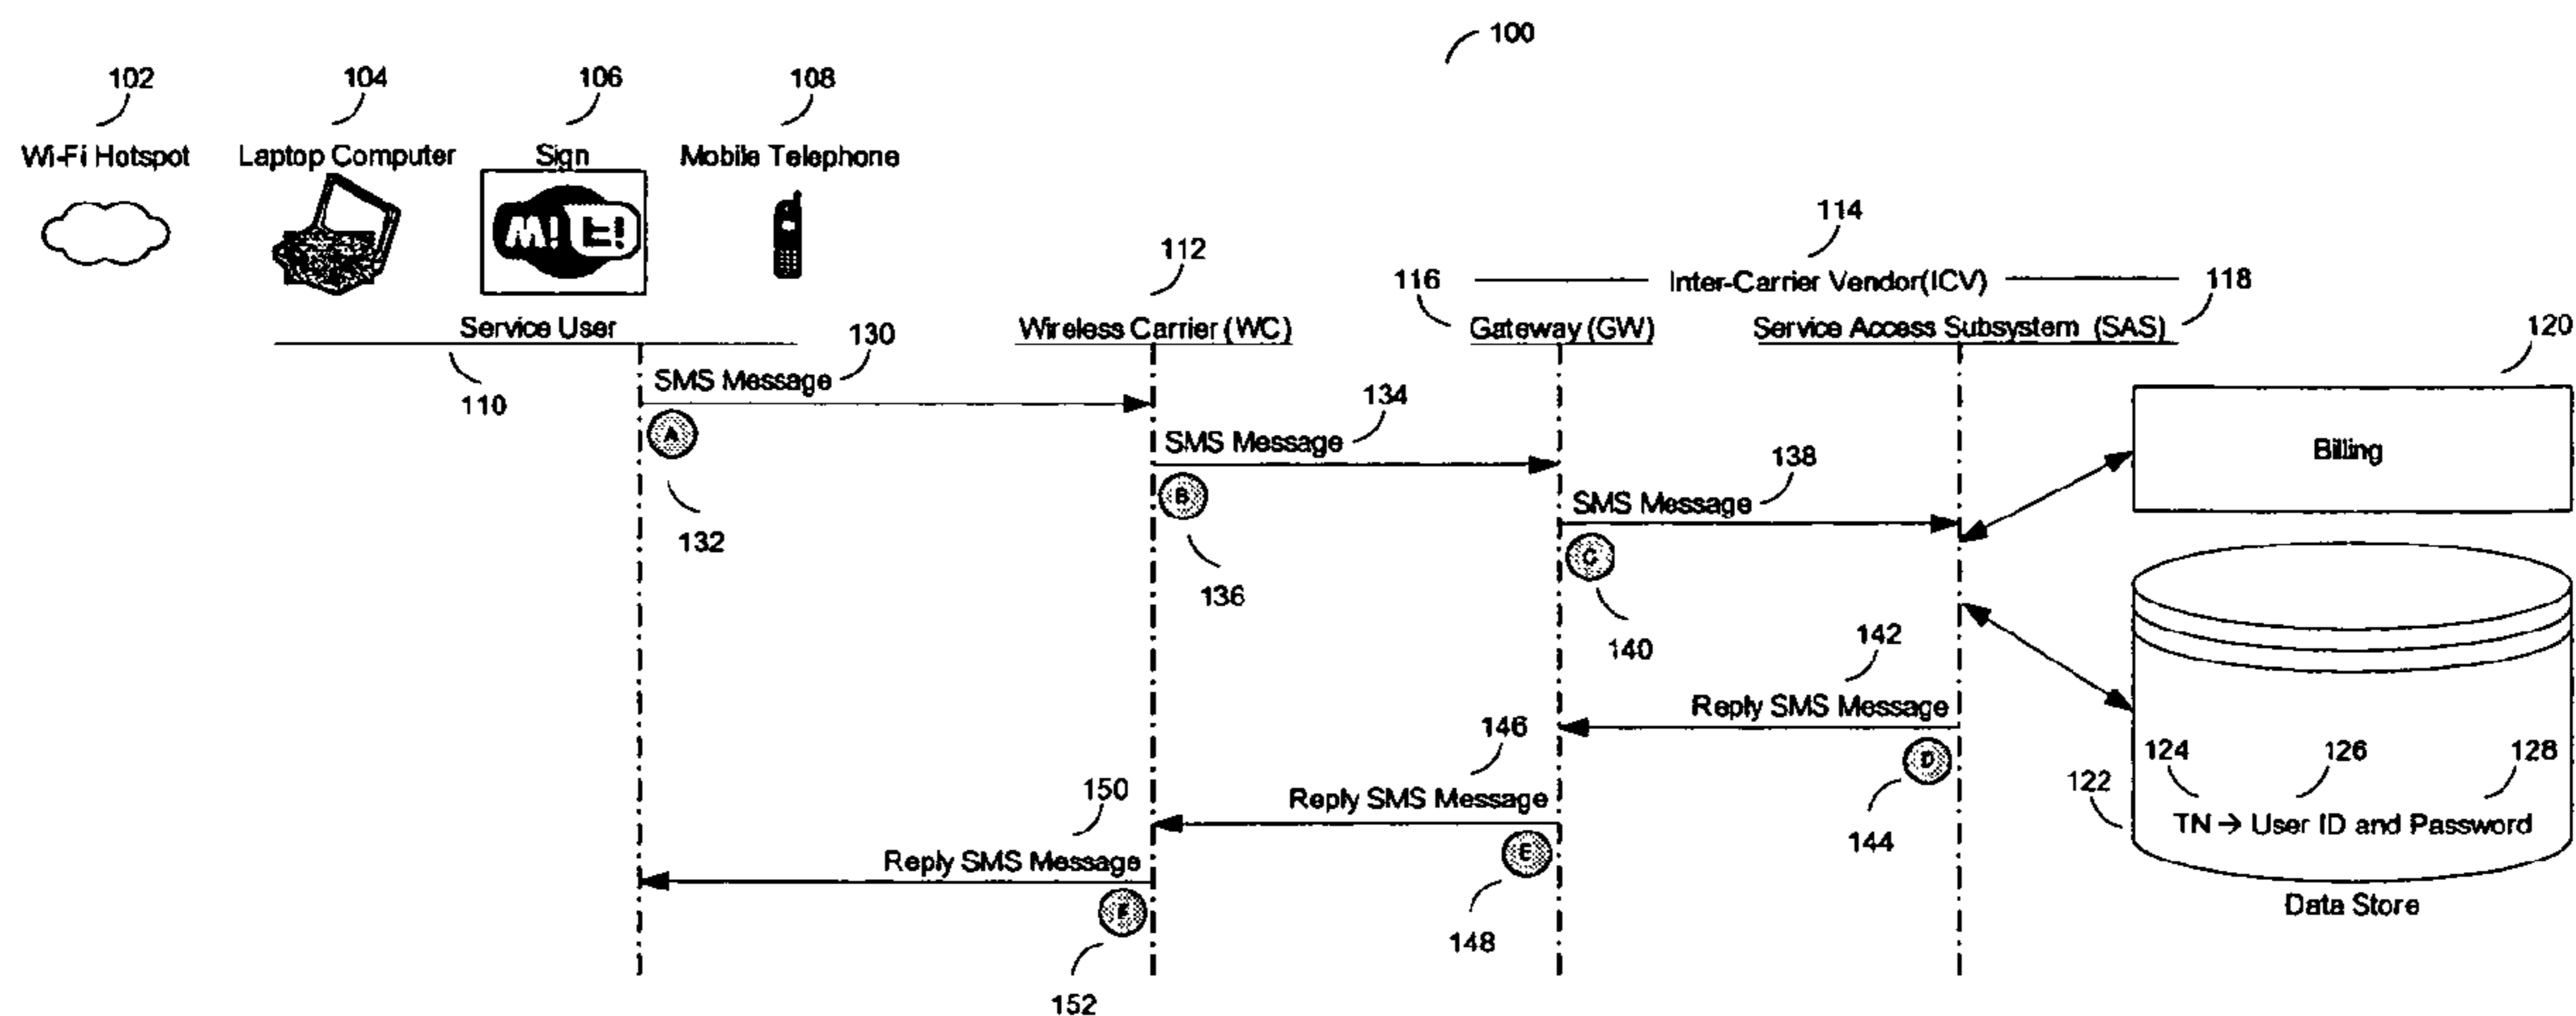 100
102
104
106
108
Wi-Fi Hotspot
Laptop Computer
Sign
Mobile Telephone
Wi Fi
114
112
116
Inter-Carrier Vendor(ICV)
118
Service User
130
Wireless Carrier (WC)
Gateway (GW)
Service Access Subsystem (SAS)
120
SMS Message
110
134
A
SMS Message
138
Billing
B
SMS Message
132
136
C
140
142
Reply SMS Message
146
D
124
126
128
122
150
Reply SMS Message
144
TN → User ID and Password
Reply SMS Message
E
Data Store
F
148
152